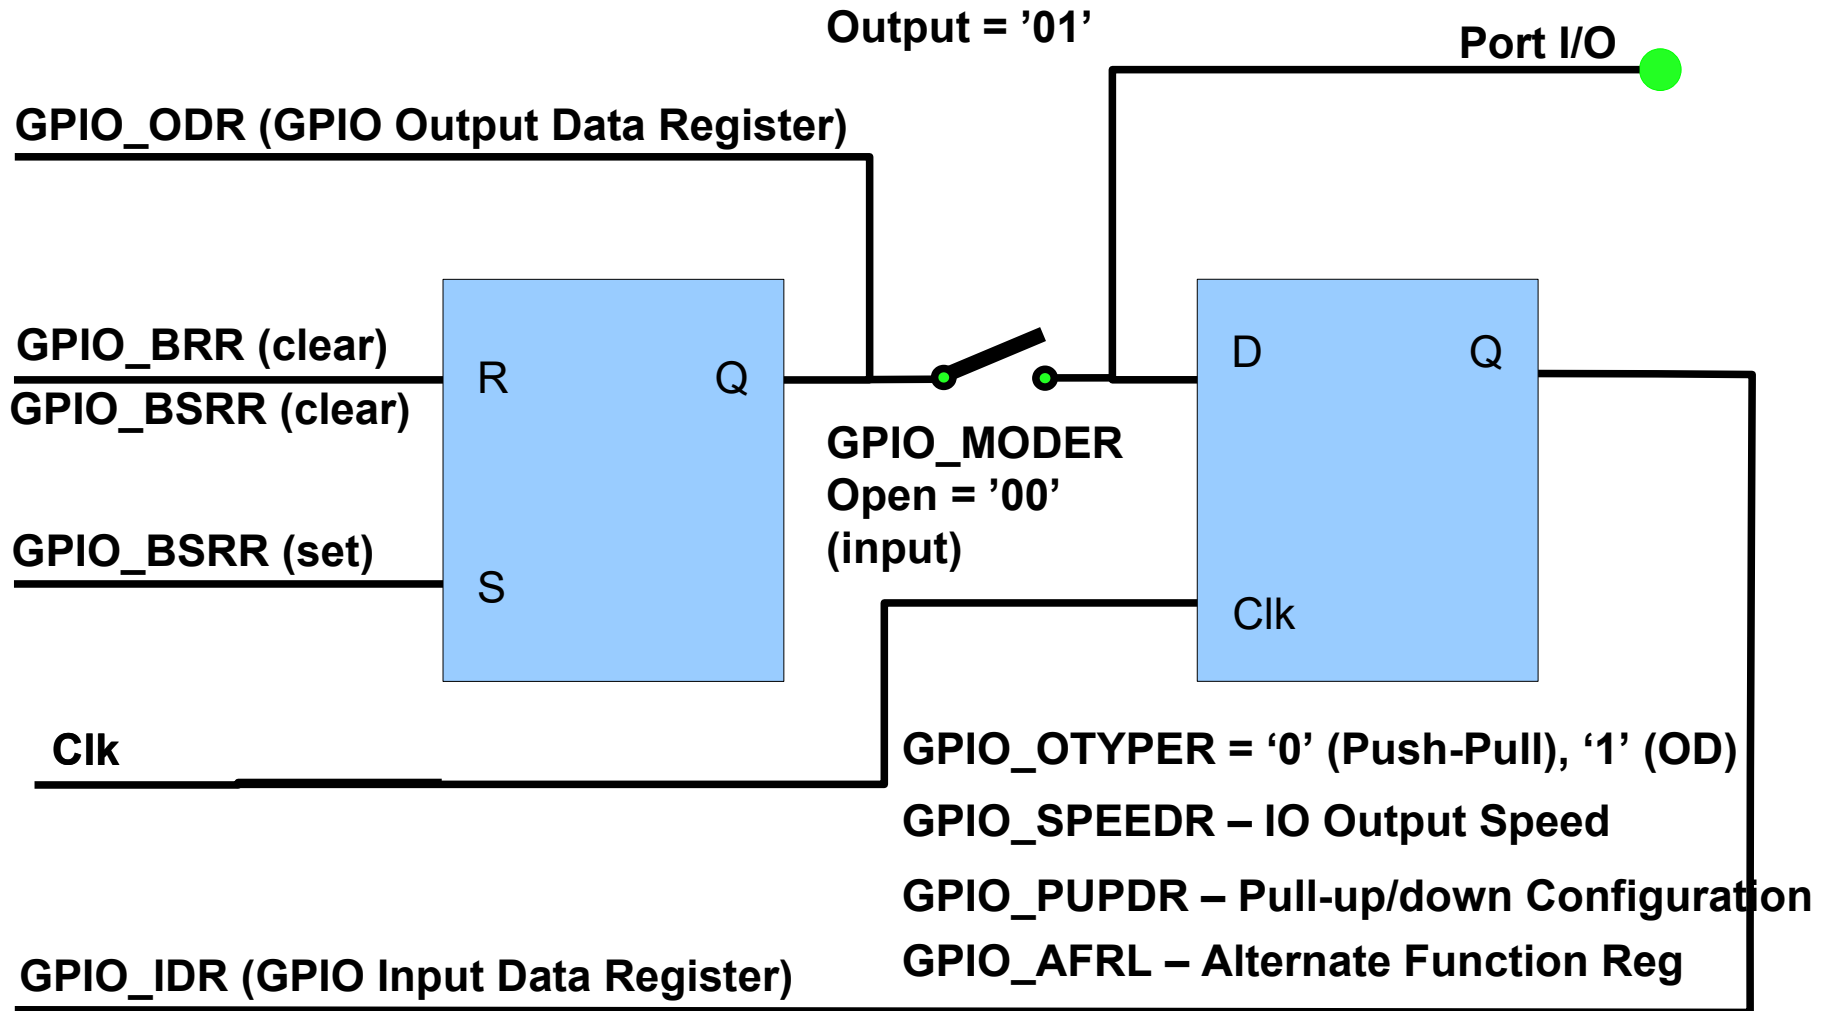 Output = ’01’
Port I/O
GPIO_ODR (GPIO Output Data Register)
GPIO_BRR (clear)
GPIO_BSRR (clear)
R
Q
D
Q
GPIO_MODER
Open = ’00’
(input)
GPIO_BSRR (set)
S
Clk
Clk
GPIO_OTYPER = ‘0’ (Push-Pull), ‘1’ (OD)
GPIO_SPEEDR – IO Output Speed
GPIO_PUPDR – Pull-up/down Configuration
GPIO_AFRL – Alternate Function Reg
GPIO_IDR (GPIO Input Data Register)